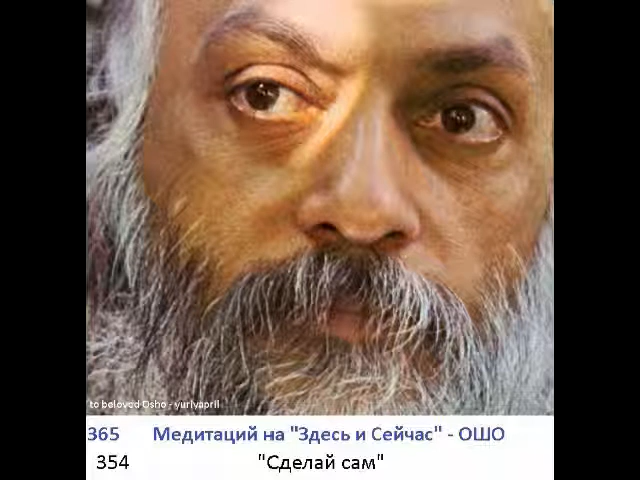 to beloved Osho - yuriyapril
365 Медитаций на "Здесь и Сейчас" - ОШО
354 "Сделай сам"